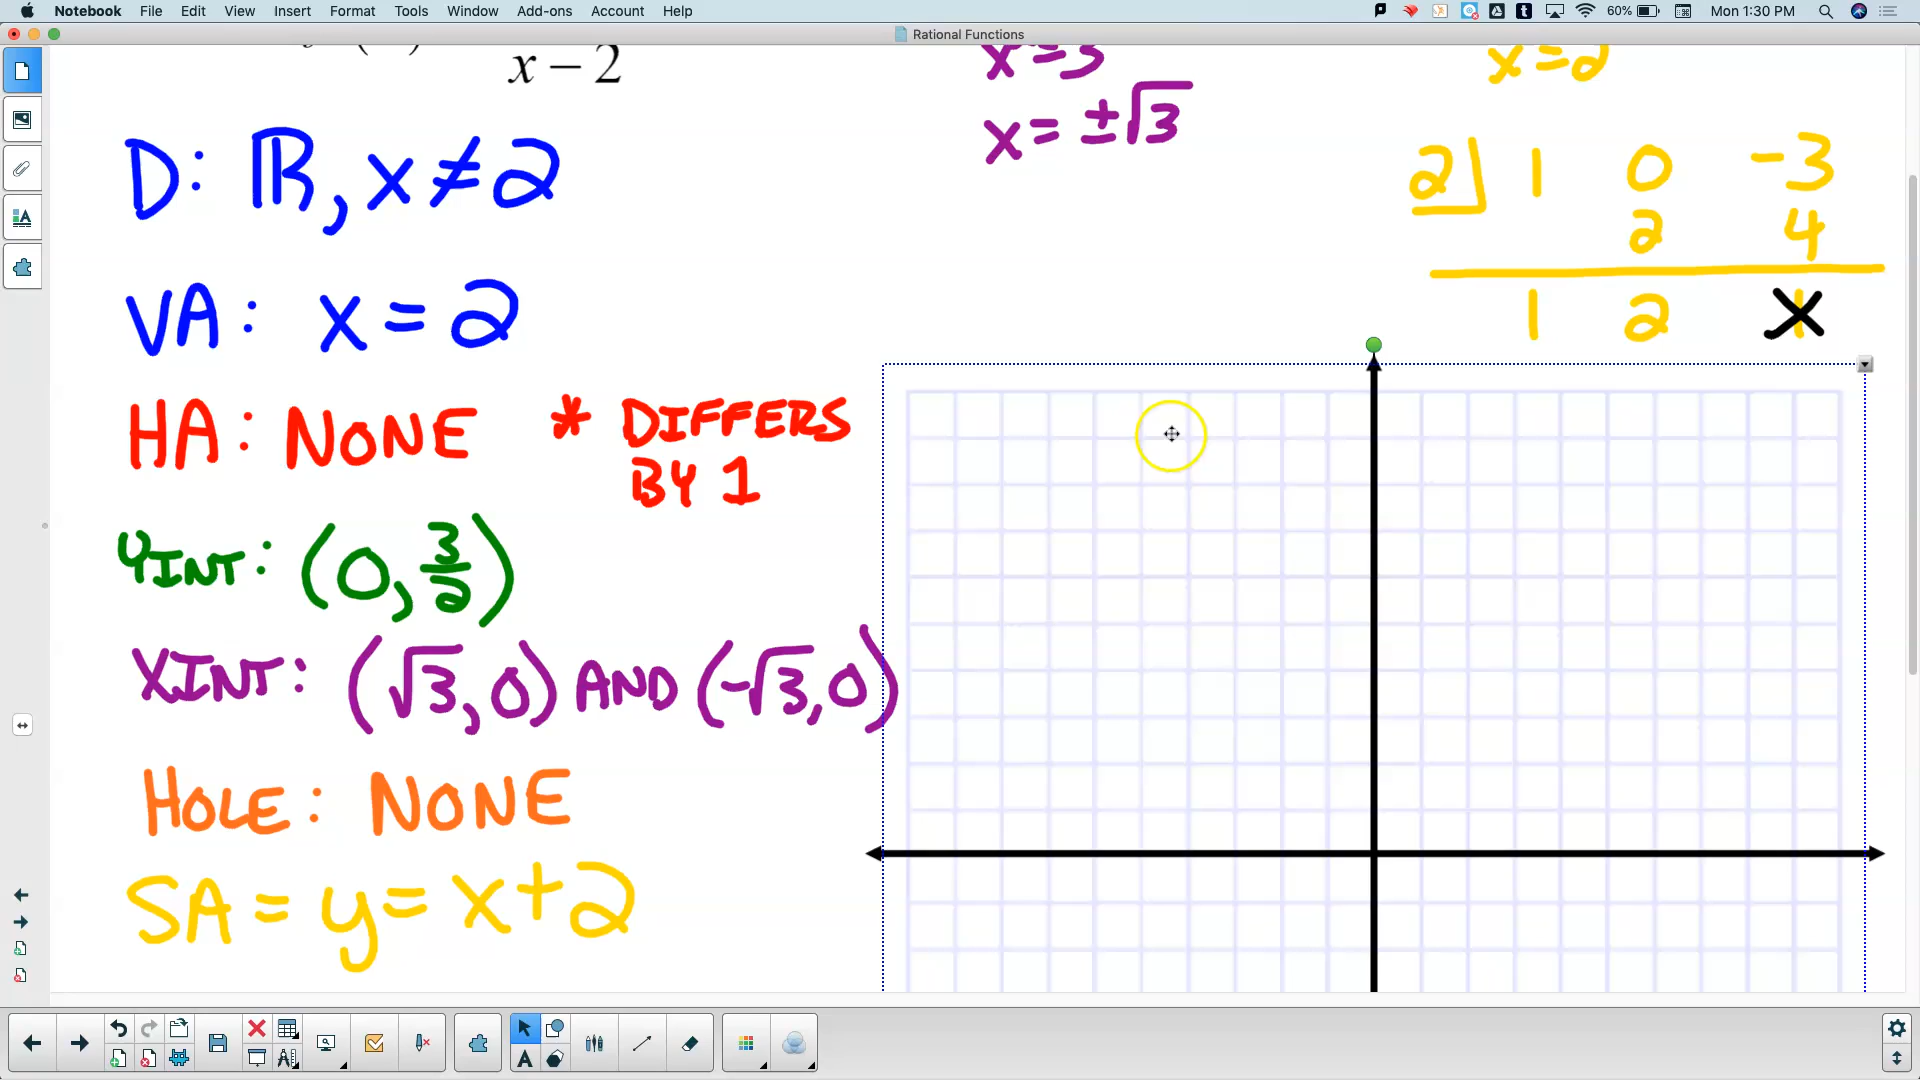 Notebook File Edit View Insert Format Tools Window Add-ons Account Help 60% Mon 1:30 PM
Rational Functions
x − 2
x = ±√3
x = 2
D: ℝ, x ≠ 2
2 1 0 -3
2 4
1 2
VA: x = 2
HA: NONE * DIFFERS
BY 1
YINT: (0, 3/2)
XINT: (√3, 0) AND (-√3, 0)
HOLE: NONE
SA = y = x + 2
A